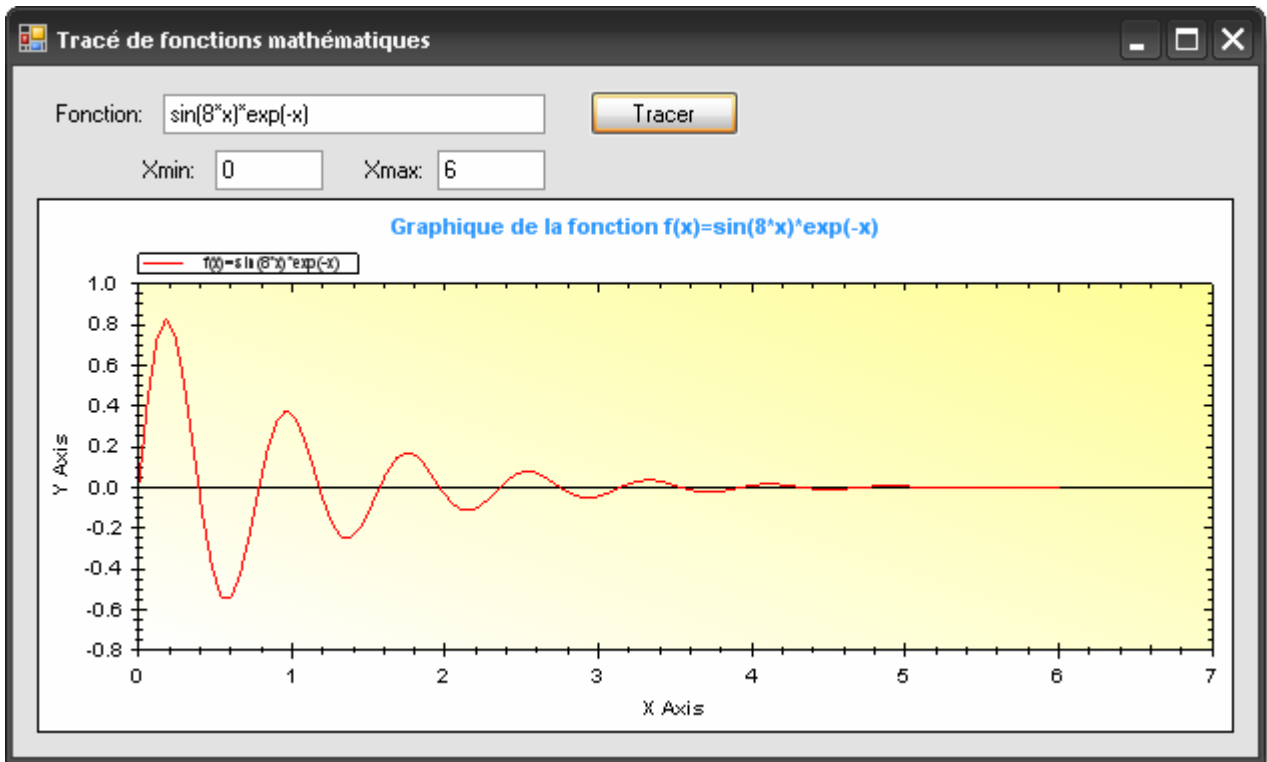 Tracé de fonctions mathématiques
Fonction: sin(8*x)*exp(-x) Tracer
Xmin: 0 Xmax: 6
Graphique de la fonction f(x)=sin(8*x)*exp(-x)
f(x)=sin(8*x)*exp(-x)
1.0
0.8
0.6
0.4
0.2
0.0
-0.2
-0.4
-0.6
-0.8
Y Axis
0 1 2 3 4 5 6 7
X Axis